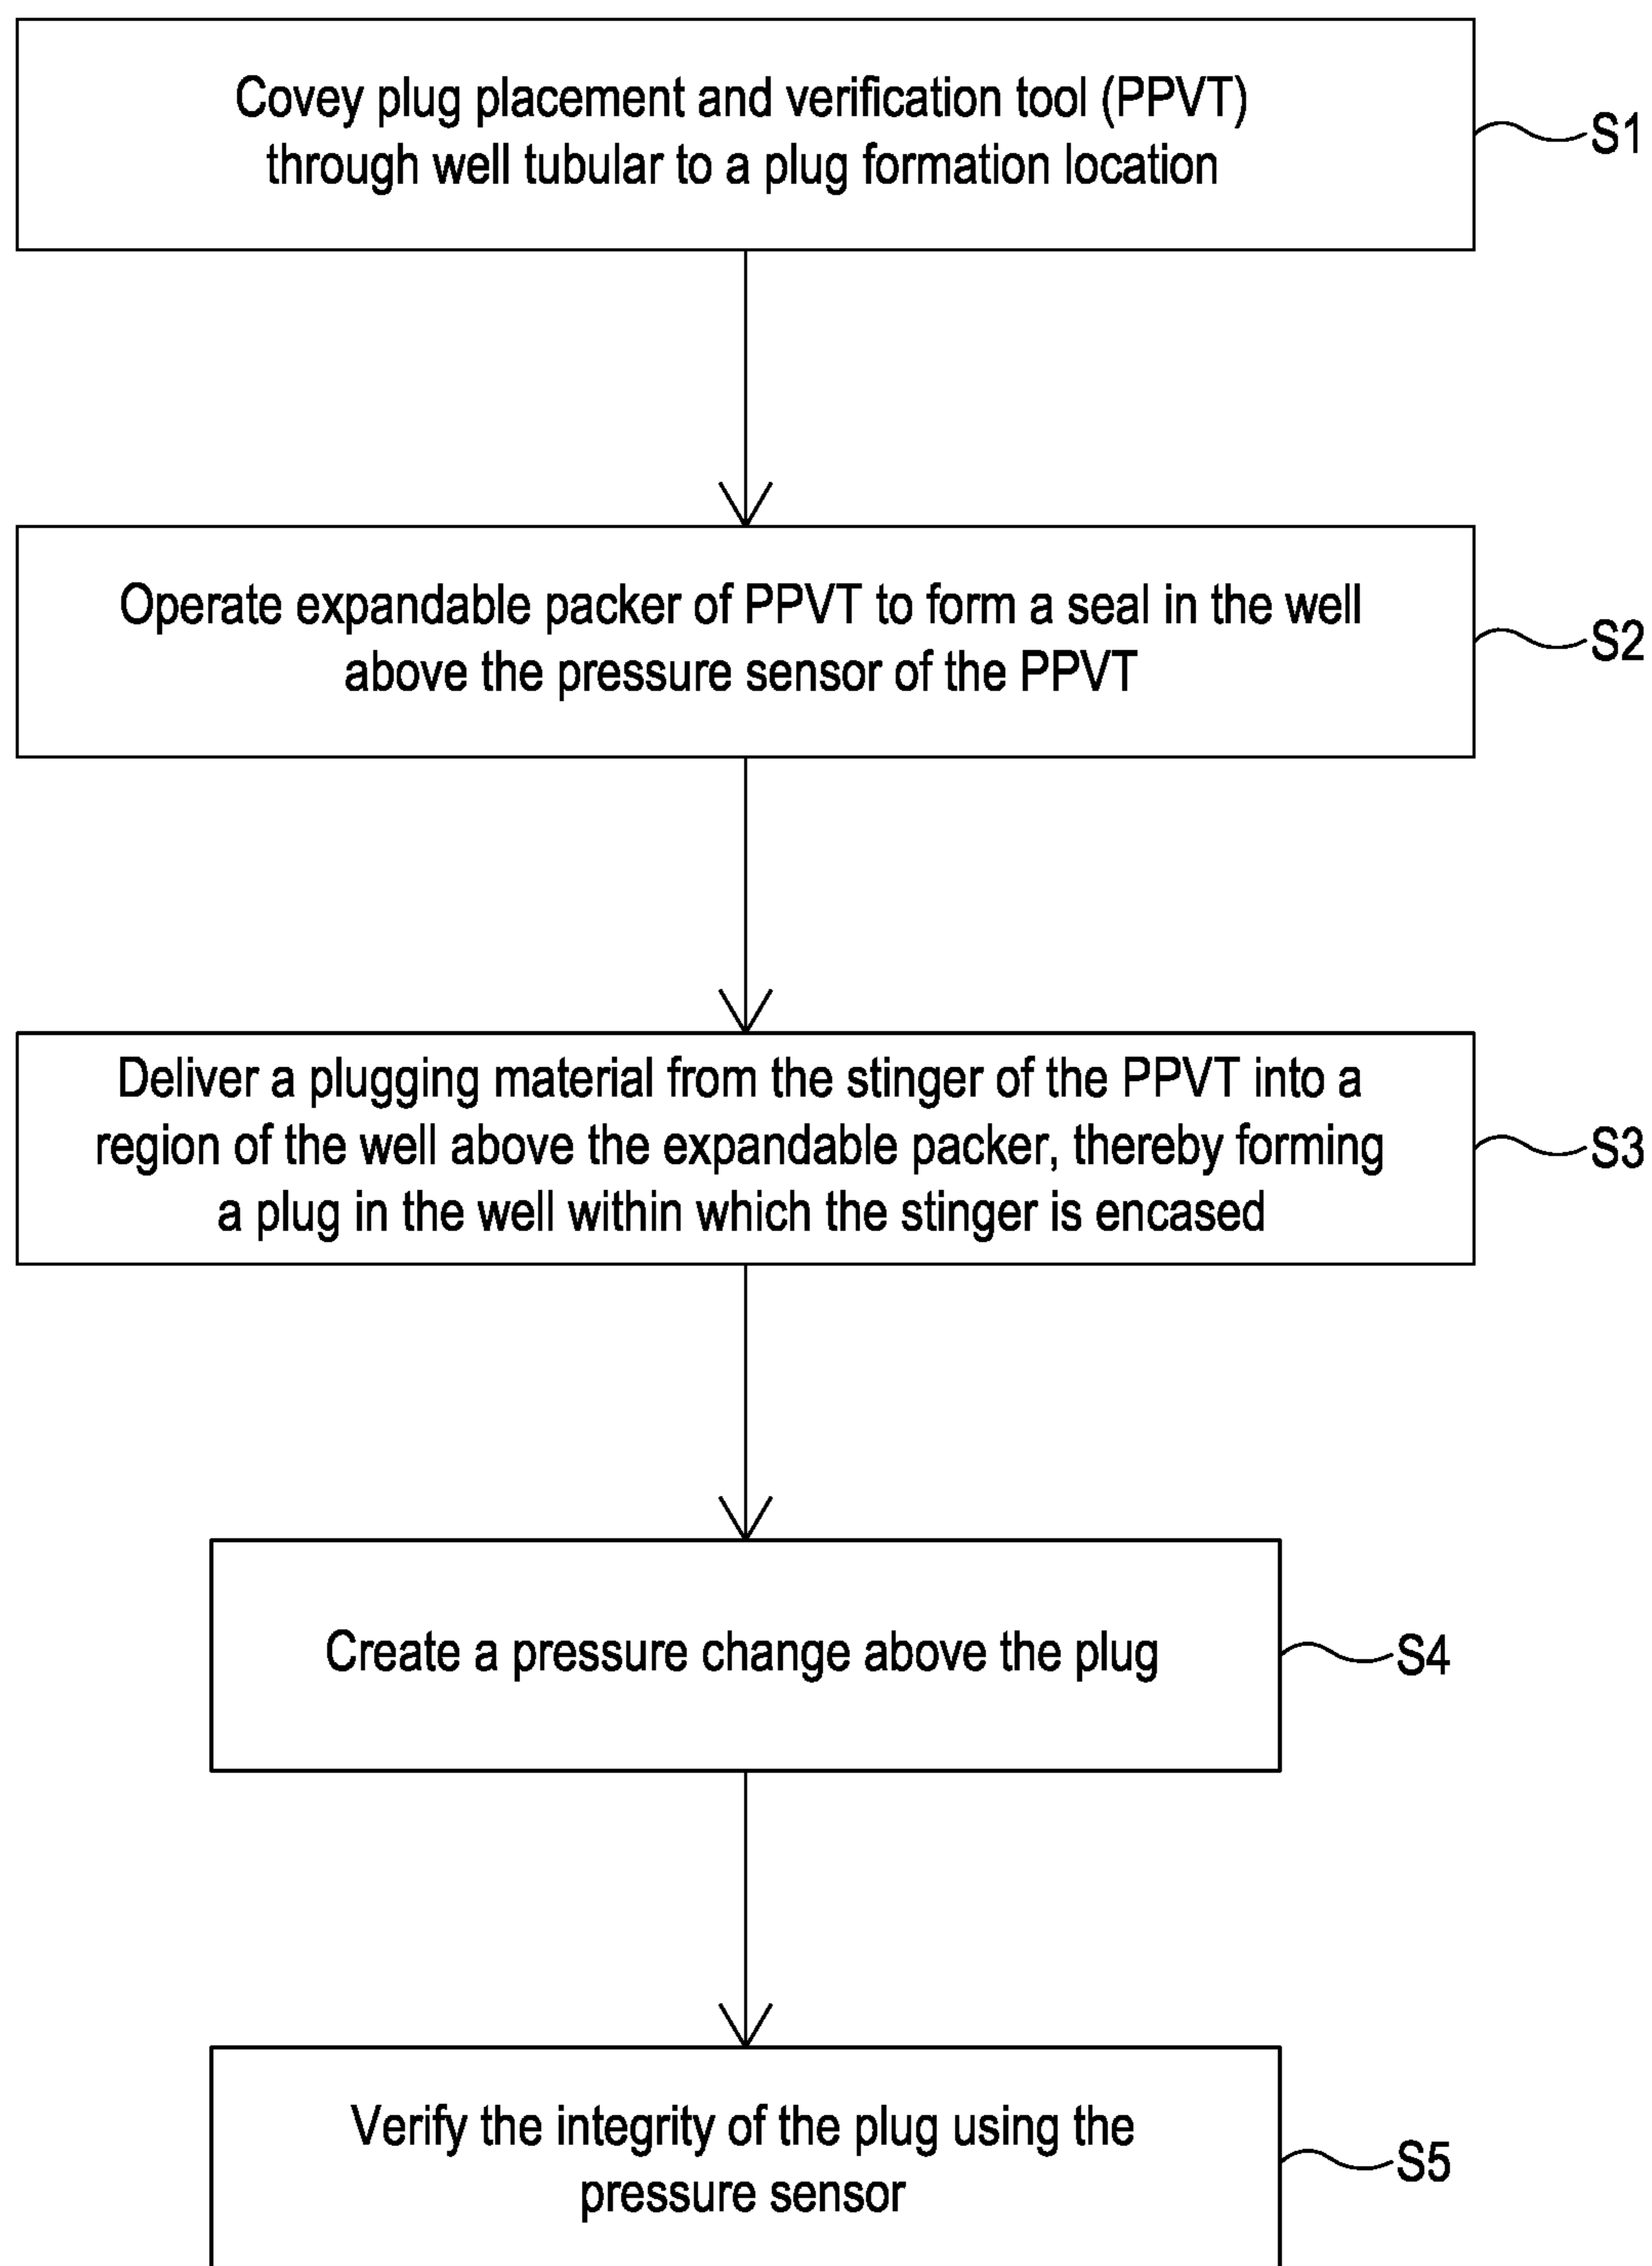 Covey plug placement and verification tool (PPVT)
through well tubular to a plug formation location
S1
Operate expandable packer of PPVT to form a seal in the well
above the pressure sensor of the PPVT
S2
Deliver a plugging material from the stinger of the PPVT into a
region of the well above the expandable packer, thereby forming
a plug in the well within which the stinger is encased
S3
Create a pressure change above the plug
S4
Verify the integrity of the plug using the
pressure sensor
S5